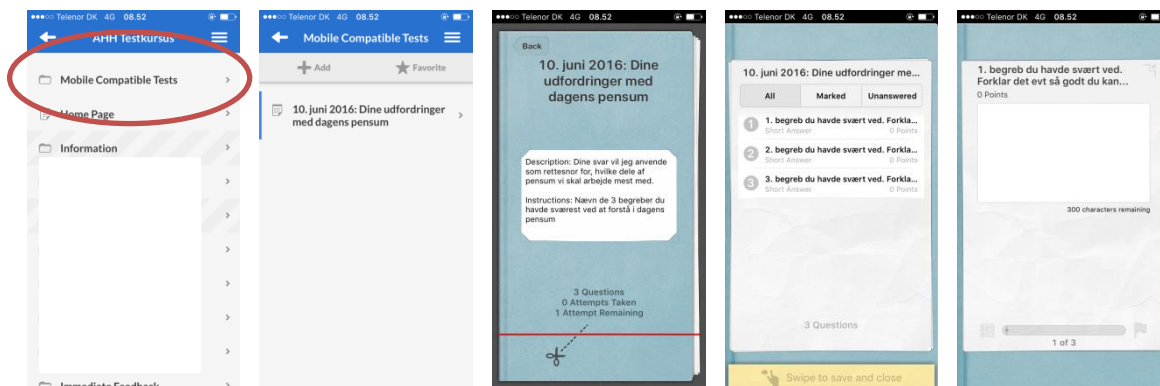 ●●●○○ Telenor DK 4G 08.52
AHH Testkursus
Mobile Compatible Tests
Home Page
Information
Immediate Feedback
●●●○○ Telenor DK 4G 08.52
Mobile Compatible Tests
Add
Favorite
10. juni 2016: Dine udfordringer
med dagens pensum
●●●○○ Telenor DK 4G 08.52
Back
10. juni 2016: Dine
udfordringer med
dagens pensum
Description: Dine svar vil jeg anvende
som rettesnor for, hvilke dele af
pensum vi skal arbejde mest med.
Instructions: Nævn de 3 begreber du
havde sværest ved at forstå i dagens
pensum
3 Questions
0 Attempts Taken
1 Attempt Remaining
●●●○○ Telenor DK 4G 08.52
10. juni 2016: Dine udfordringer me...
All
Marked
Unanswered
1 1. begreb du havde svært ved. Forkla...
Short Answer 0 Points
2 2. begreb du havde svært ved. Forkla...
Short Answer 0 Points
3 3. begreb du havde svært ved. Forkla...
Short Answer 0 Points
3 Questions
Swipe to save and close
●●●○○ Telenor DK 4G 08.52
1. begreb du havde svært ved.
Forklar det evt så godt du kan...
0 Points
300 characters remaining
1 of 3